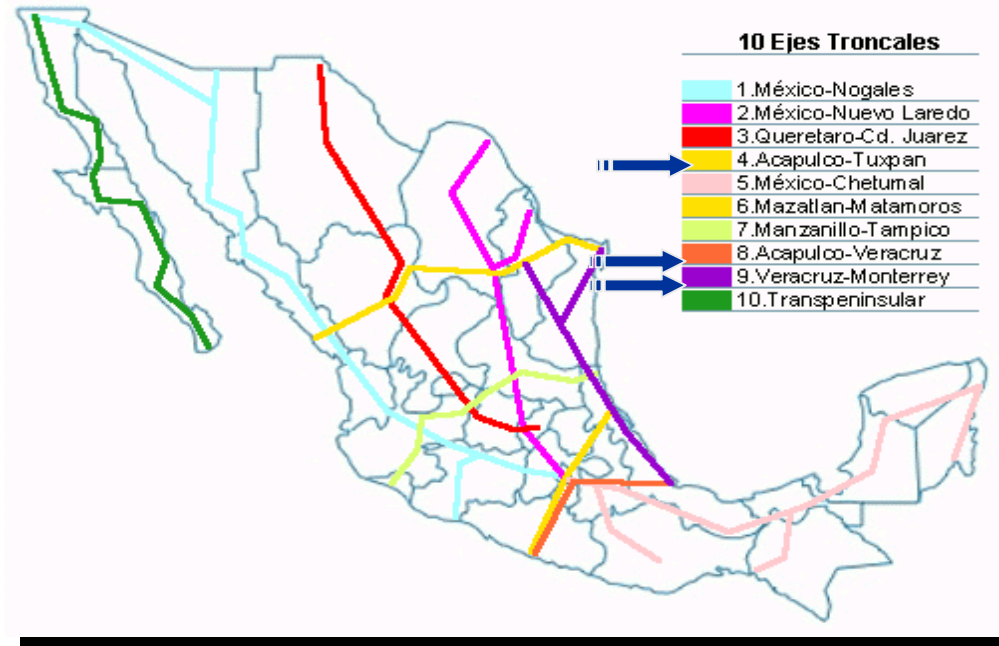 10 Ejes Troncales
1.México-Nogales
2.México-Nuevo Laredo
3.Queretaro-Cd. Juarez
4.Acapulco-Tuxpan
5.México-Chetumal
6.Mazatlan-Matamoros
7.Manzanillo-Tampico
8.Acapulco-Veracruz
9.Veracruz-Monterrey
10.Transpeninsular